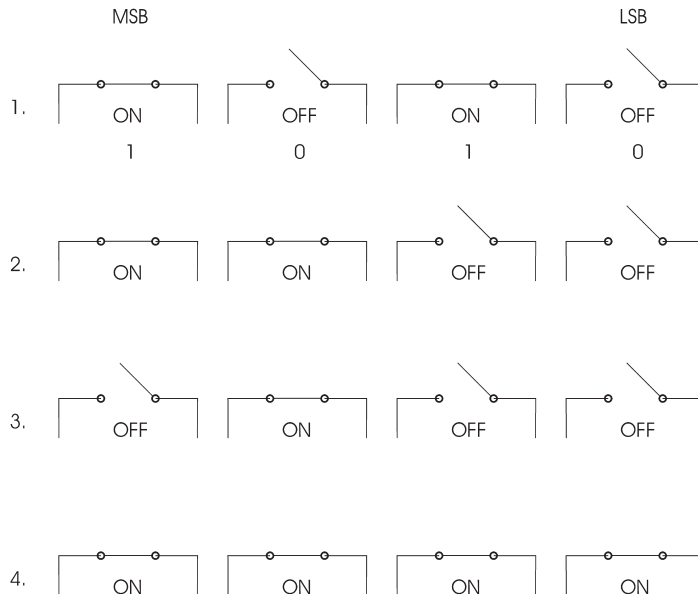 MSB LSB
1. ON OFF ON OFF
1 0 1 0
2. ON ON OFF OFF
3. OFF ON OFF OFF
4. ON ON ON ON